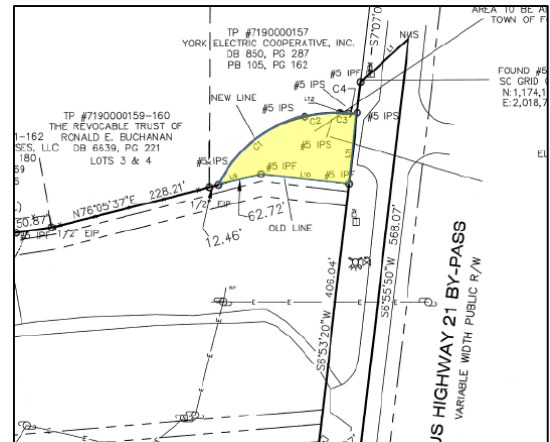 AREA TO BE A
TOWN OF F
TP #7190000157
YORK ELECTRIC COOPERATIVE, INC.
DB 850, PG 287
PB 105, PG 162
S7°07'0
NHS
L7
#5 IPF
C4
FOUND #5
SC GRID
N:1,174,1
E:2,018,7
#5 IPS
#5 IPS
NEW LINE
L12
C2
C3
#5 IPS
TP #7190000159-160
THE REVOCABLE TRUST OF
RONALD E. BUCHANAN
DB 6639, PG 221
LOTS 3 & 4
1-162
SES, LLC
180
59
C1
L11
EL
#5 IPS
#5 IPF
#5 IPS
L9
L10
N76°05'37"E 228.21'
50.87'
#5 IPF
1/2" EIP
1/2" EIP
62.72'
OLD LINE
12.46'
S6°53'20"W 406.04'
S6°55'50"W 568.07'
US HIGHWAY 21 BY-PASS
VARIABLE WIDTH PUBLIC R/W
E
E
E
E
E
E